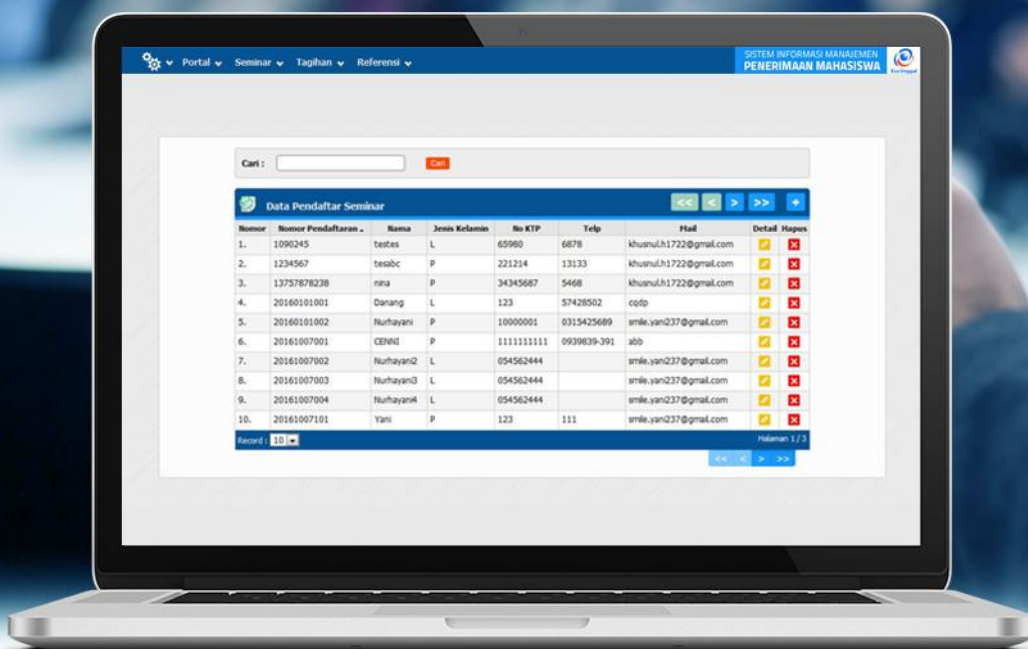 Portal Seminar Tagihan Referensi
SISTEM INFORMASI MANAJEMEN
PENERIMAAN MAHASISWA
Esa Unggul
Cari : Cari
Data Pendaftar Seminar << < > >> +
Nomor Nomor Pendaftaran Nama Jenis Kelamin No KTP Telp Mail Detail Hapus
1. 1090245 testes L 65980 6878 khusnul.h1722@gmail.com
2. 1234567 tesabc P 221214 13133 khusnul.h1722@gmail.com
3. 13757878238 nina P 34345687 5468 khusnul.h1722@gmail.com
4. 20160101001 Danang L 123 57428502 cqdp
5. 20160101002 Nurhayani P 10000001 0315425689 smile.yani237@gmail.com
6. 20161007001 CENNI P 1111111111 0939839-391 abb
7. 20161007002 Nurhayani2 L 054562444 smile.yani237@gmail.com
8. 20161007003 Nurhayani3 L 054562444 smile.yani237@gmail.com
9. 20161007004 Nurhayani4 L 054562444 smile.yani237@gmail.com
10. 20161007101 Yani P 123 111 smile.yani237@gmail.com
Record : 10 Halaman 1 / 3
<< < > >>